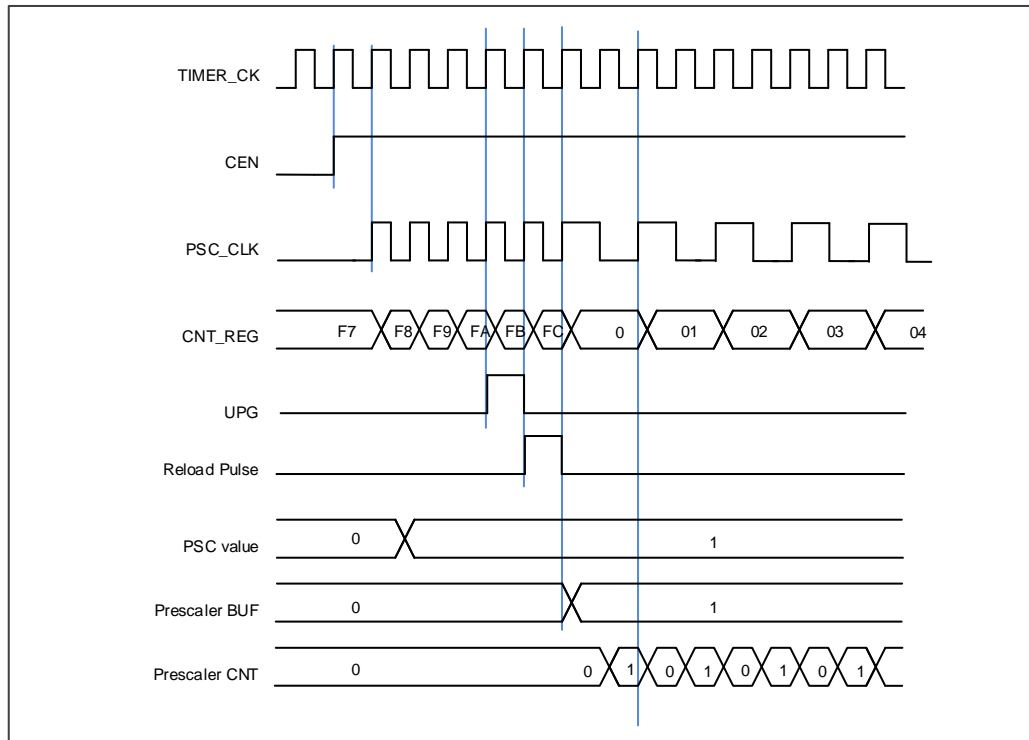 TIMER_CK
CEN
PSC_CLK
CNT_REG F7 F8 F9 FA FB FC 0 01 02 03 04
UPG
Reload Pulse
PSC value 0 1
Prescaler BUF 0 1
Prescaler CNT 0 0 1 0 1 0 1 0 1